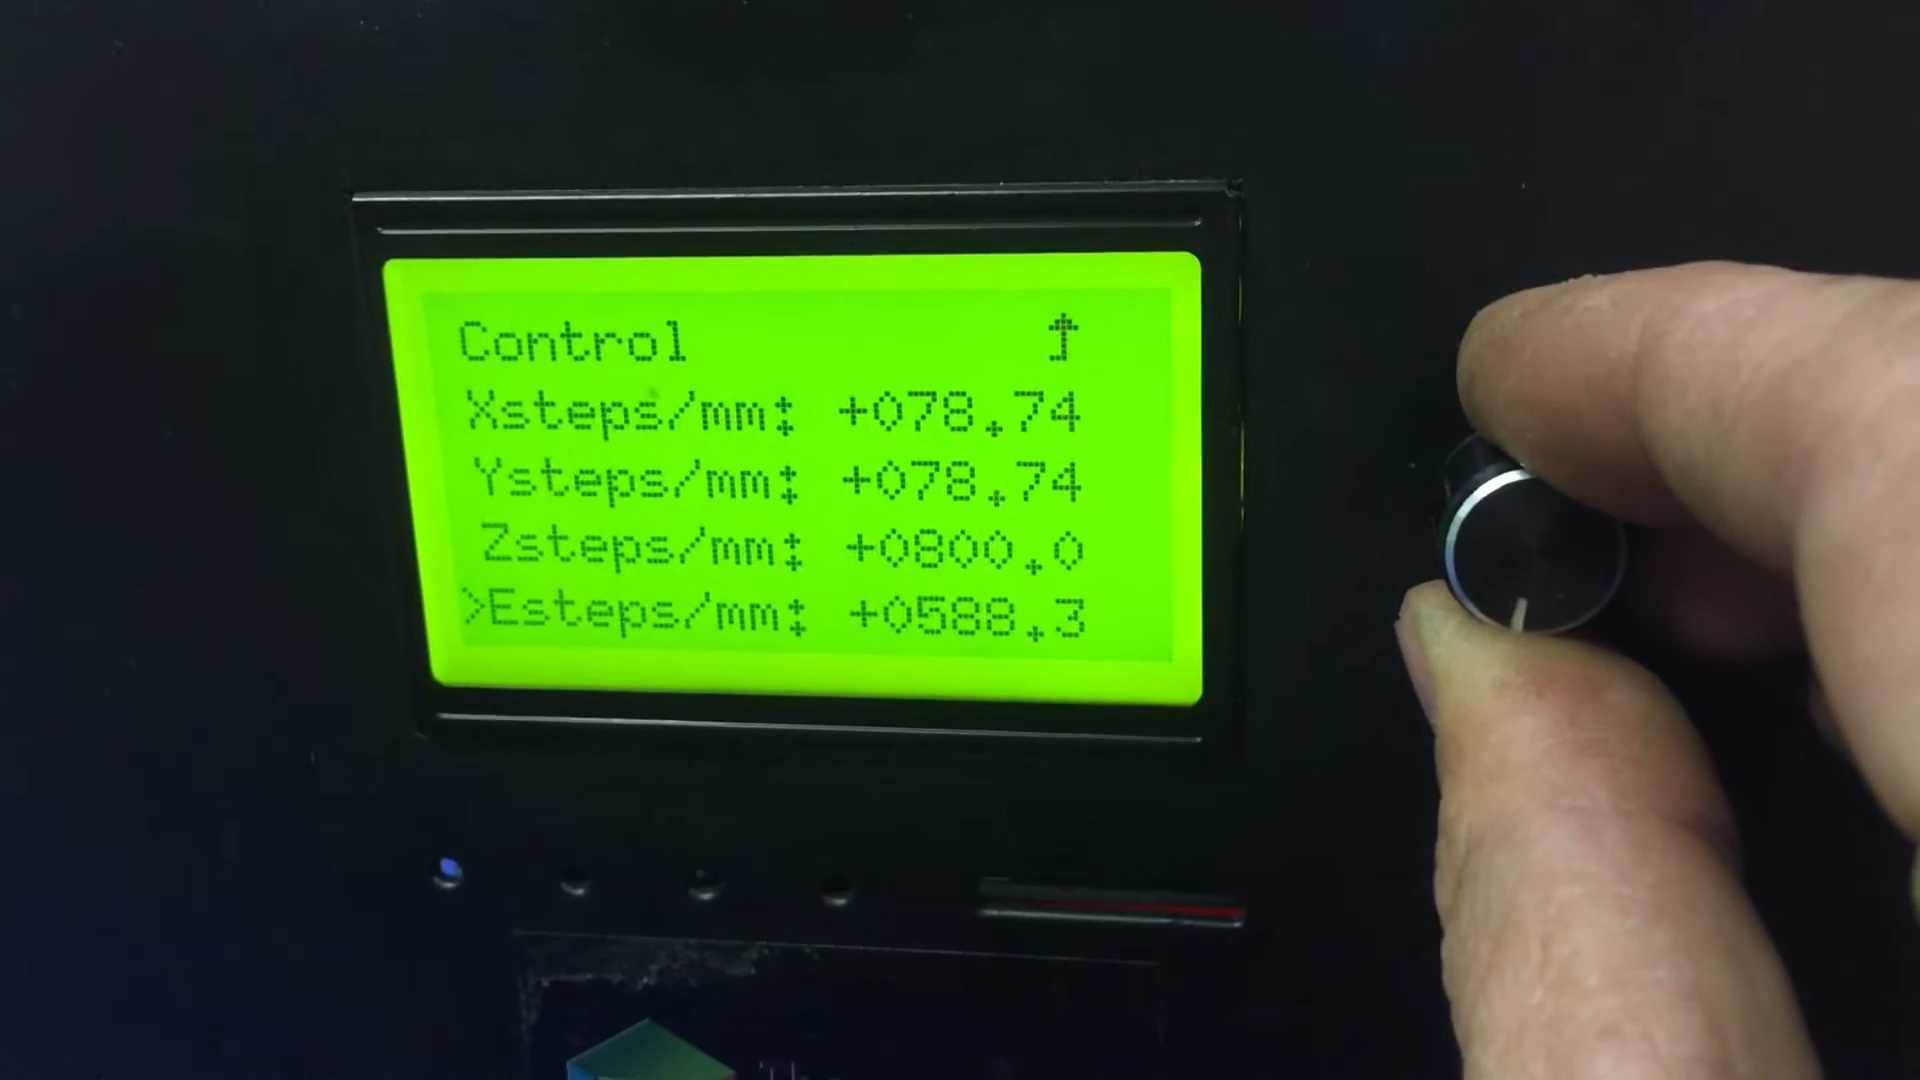 Control ↑
Xsteps/mm: +078.74
Ysteps/mm: +078.74
Zsteps/mm: +0800.0
>Esteps/mm: +0588.3